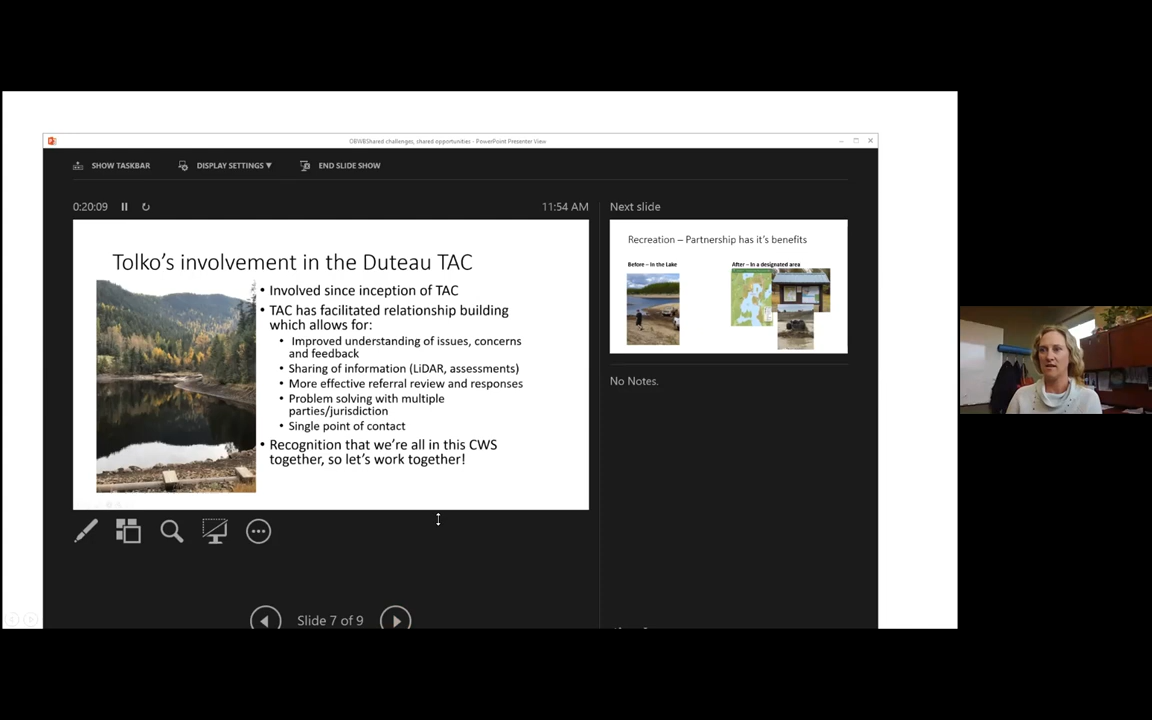 OBWBShared challenges, shared opportunities - PowerPoint Presenter View
SHOW TASKBAR
DISPLAY SETTINGS ▼
END SLIDE SHOW
0:20:09
11:54 AM
Tolko's involvement in the Duteau TAC
• Involved since inception of TAC
• TAC has facilitated relationship building
which allows for:
• Improved understanding of issues, concerns
and feedback
• Sharing of information (LiDAR, assessments)
• More effective referral review and responses
• Problem solving with multiple
parties/jurisdiction
• Single point of contact
• Recognition that we're all in this CWS
together, so let's work together!
Slide 7 of 9
Next slide
Recreation – Partnership has it's benefits
Before – In the Lake
After – In a designated area
No Notes.